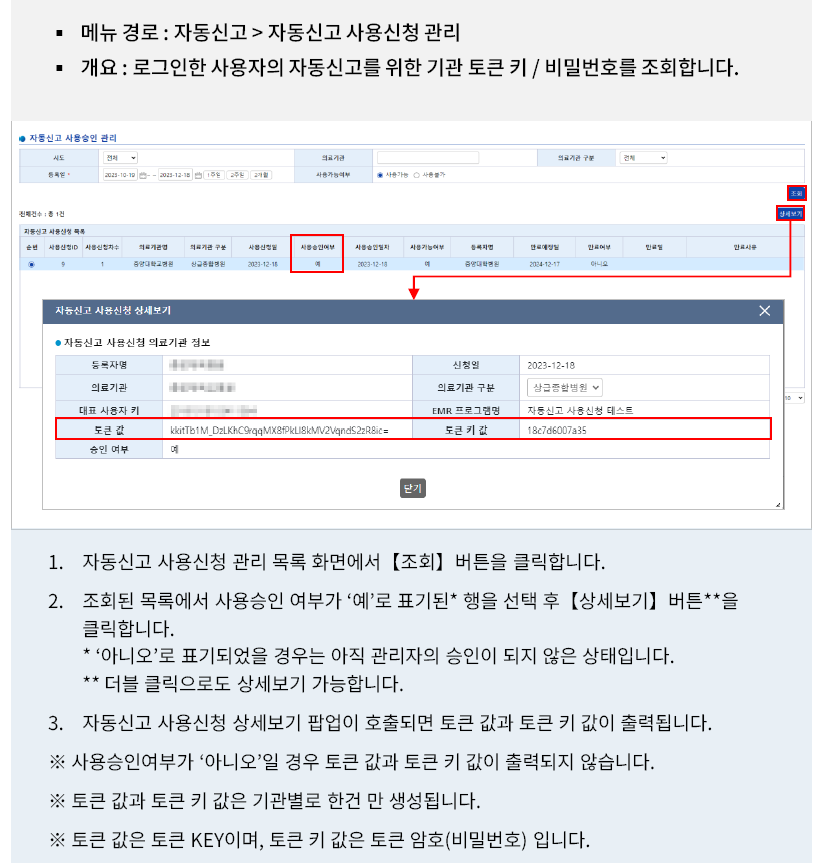 ▪ 메뉴 경로 : 자동신고 > 자동신고 사용신청 관리
▪ 개요 : 로그인한 사용자의 자동신고를 위한 기관 토큰 키 / 비밀번호를 조회합니다.
자동신고 사용승인 관리
시도 전체 의료기관 의료기관 구분 전체
등록일 * 2023-10-19 ~ 2023-12-18 1주일 2주일 2개월 사용가능여부 사용가능 사용불가
조회
전체건수 : 총 1건 상세보기
자동신고 사용신청 목록
순번 사용신청ID 사용신청차수 의료기관명 의료기관 구분 사용신청일 사용승인여부 사용승인일자 사용가능여부 등록자명 만료예정일 만료여부 만료일 만료사유
9 1 중앙대학교병원 상급종합병원 2023-12-18 예 2023-12-18 예 중앙대학병원 2024-12-17 아니오
자동신고 사용신청 상세보기
자동신고 사용신청 의료기관 정보
등록자명 신청일 2023-12-18
의료기관 의료기관 구분 상급종합병원
대표 사용자 키 EMR 프로그램명 자동신고 사용신청 테스트
10
토큰 값 토큰 키 값 18c7d6007a35
승인 여부 예
닫기
1. 자동신고 사용신청 관리 목록 화면에서【조회】버튼을 클릭합니다.
2. 조회된 목록에서 사용승인 여부가 ‘예’로 표기된* 행을 선택 후【상세보기】버튼**을
클릭합니다.
* ‘아니오’로 표기되었을 경우는 아직 관리자의 승인이 되지 않은 상태입니다.
** 더블 클릭으로도 상세보기 가능합니다.
3. 자동신고 사용신청 상세보기 팝업이 호출되면 토큰 값과 토큰 키 값이 출력됩니다.
※ 사용승인여부가 ‘아니오’일 경우 토큰 값과 토큰 키 값이 출력되지 않습니다.
※ 토큰 값과 토큰 키 값은 기관별로 한건 만 생성됩니다.
※ 토큰 값은 토큰 KEY이며, 토큰 키 값은 토큰 암호(비밀번호) 입니다.